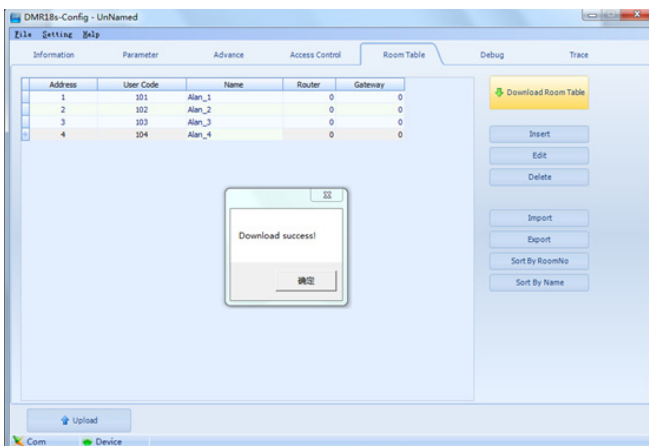 DMR18s-Config - UnNamed
File Setting Help
Information Parameter Advance Access Control Room Table Debug Trace
Address User Code Name Router Gateway
1 101 Alan_1 0 0
2 102 Alan_2 0 0
3 103 Alan_3 0 0
4 104 Alan_4 0 0
Download Room Table
Insert
Edit
Delete
Download success!
确定
Import
Export
Sort By RoomNo
Sort By Name
Upload
Com Device